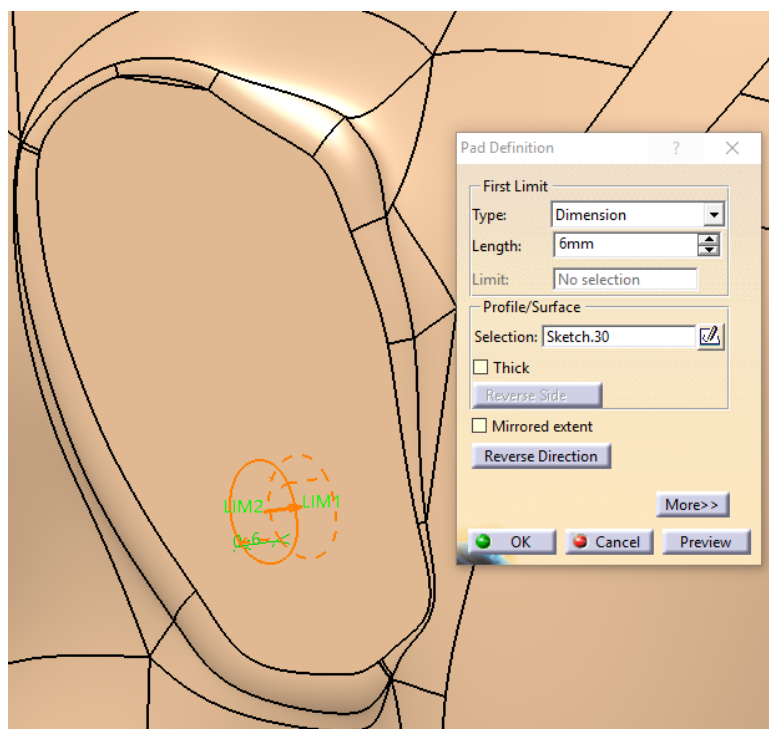 Pad Definition ? ×
First Limit
Type: Dimension
Length: 6mm
Limit: No selection
Profile/Surface
Selection: Sketch.30
Thick
Reverse Side
Mirrored extent
Reverse Direction
More>>
OK Cancel Preview
LIM2 LIM1
6